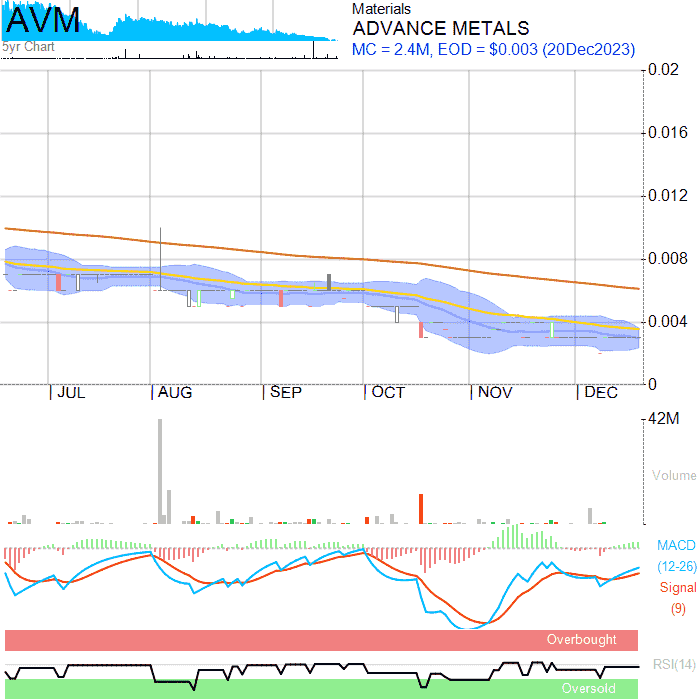 AVM
5yr Chart
Materials
ADVANCE METALS
MC = 2.4M, EOD = $0.003 (20Dec2023)
0.02
0.016
0.012
0.008
0.004
0
JUL
AUG
SEP
OCT
NOV
DEC
42M
Volume
MACD
(12-26)
Signal
(9)
Overbought
RSI(14)
Oversold